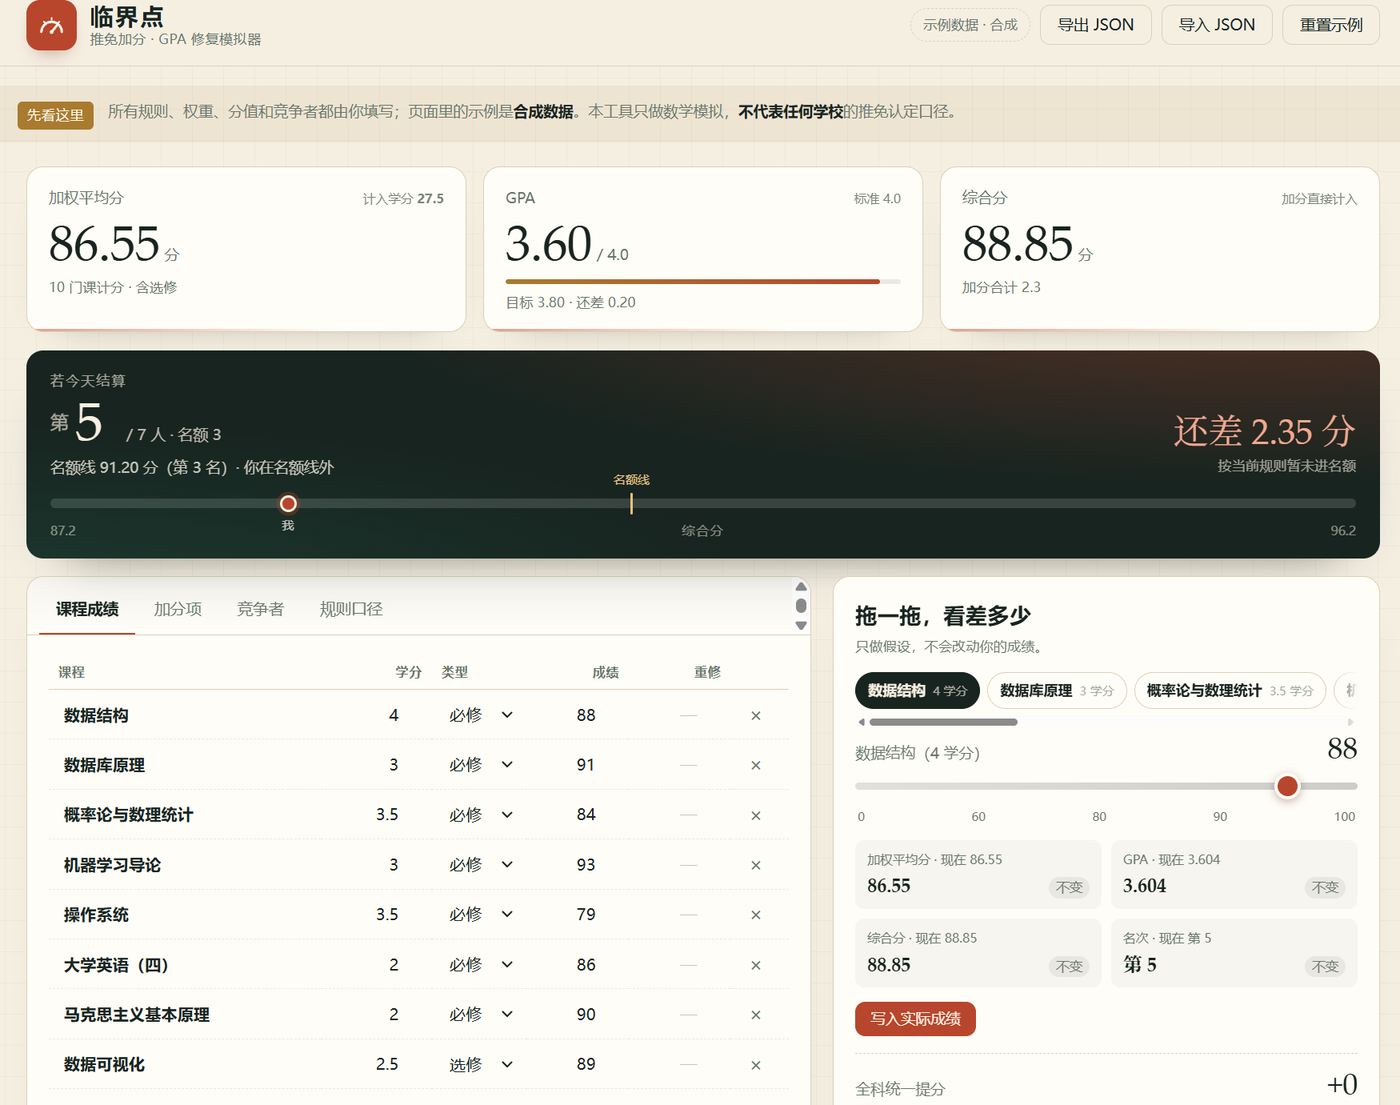 临界点
推免加分 · GPA 修复模拟器
示例数据 · 合成
导出 JSON
导入 JSON
重置示例
先看这里
所有规则、权重、分值和竞争者都由你填写；页面里的示例是合成数据。本工具只做数学模拟，不代表任何学校的推免认定口径。
加权平均分
计入学分 27.5
86.55 分
10 门课计分 · 含选修
GPA
标准 4.0
3.60 / 4.0
目标 3.80 · 还差 0.20
综合分
加分直接计入
88.85 分
加分合计 2.3
若今天结算
第 5 / 7 人 · 名额 3
名额线 91.20 分（第 3 名）· 你在名额线外
还差 2.35 分
按当前规则暂未进名额
名额线
我
87.2
综合分
96.2
课程成绩
加分项
竞争者
规则口径
课程 学分 类型 成绩 重修
数据结构 4 必修 88 — ×
数据库原理 3 必修 91 — ×
概率论与数理统计 3.5 必修 84 — ×
机器学习导论 3 必修 93 — ×
操作系统 3.5 必修 79 — ×
大学英语（四） 2 必修 86 — ×
马克思主义基本原理 2 必修 90 — ×
数据可视化 2.5 选修 89 — ×
拖一拖，看差多少
只做假设，不会改动你的成绩。
数据结构 4 学分
数据库原理 3 学分
概率论与数理统计 3.5 学分
数据结构（4 学分）
88
0 60 80 90 100
加权平均分 · 现在 86.55
86.55 不变
GPA · 现在 3.604
3.604 不变
综合分 · 现在 88.85
88.85 不变
名次 · 现在 第 5
第 5 不变
写入实际成绩
全科统一提分
+0